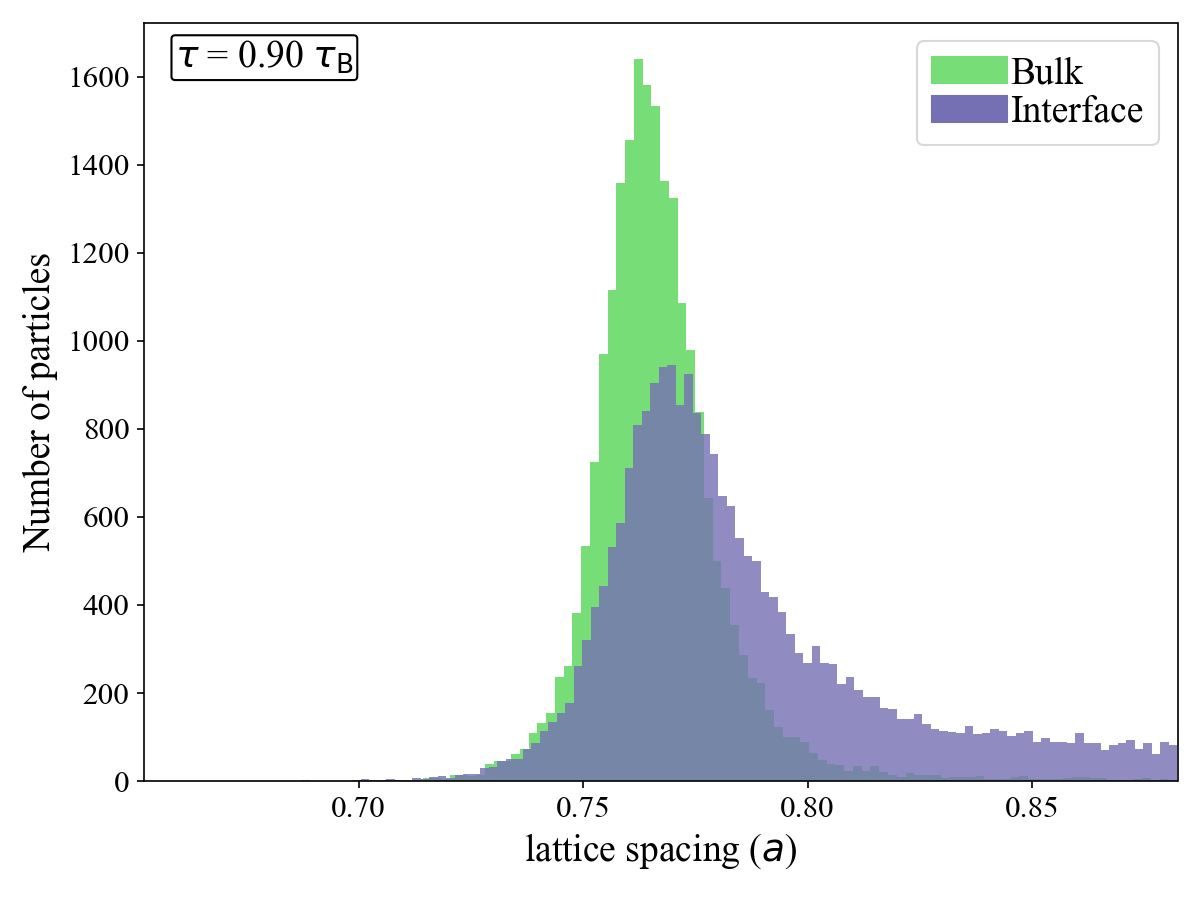 τ = 0.90 τB
Bulk
Interface
Number of particles
1600
1400
1200
1000
800
600
400
200
0
0.70 0.75 0.80 0.85
lattice spacing (a)